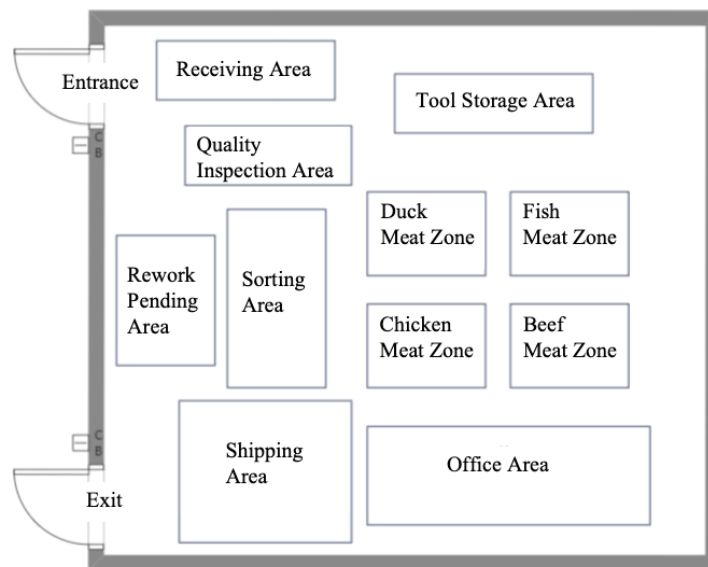 Receiving Area
Entrance
Tool Storage Area
C
B
Quality
Inspection Area
Duck
Meat Zone
Fish
Meat Zone
Rework
Pending
Area
Sorting
Area
Chicken
Meat Zone
Beef
Meat Zone
C
B
Shipping
Area
Office Area
Exit